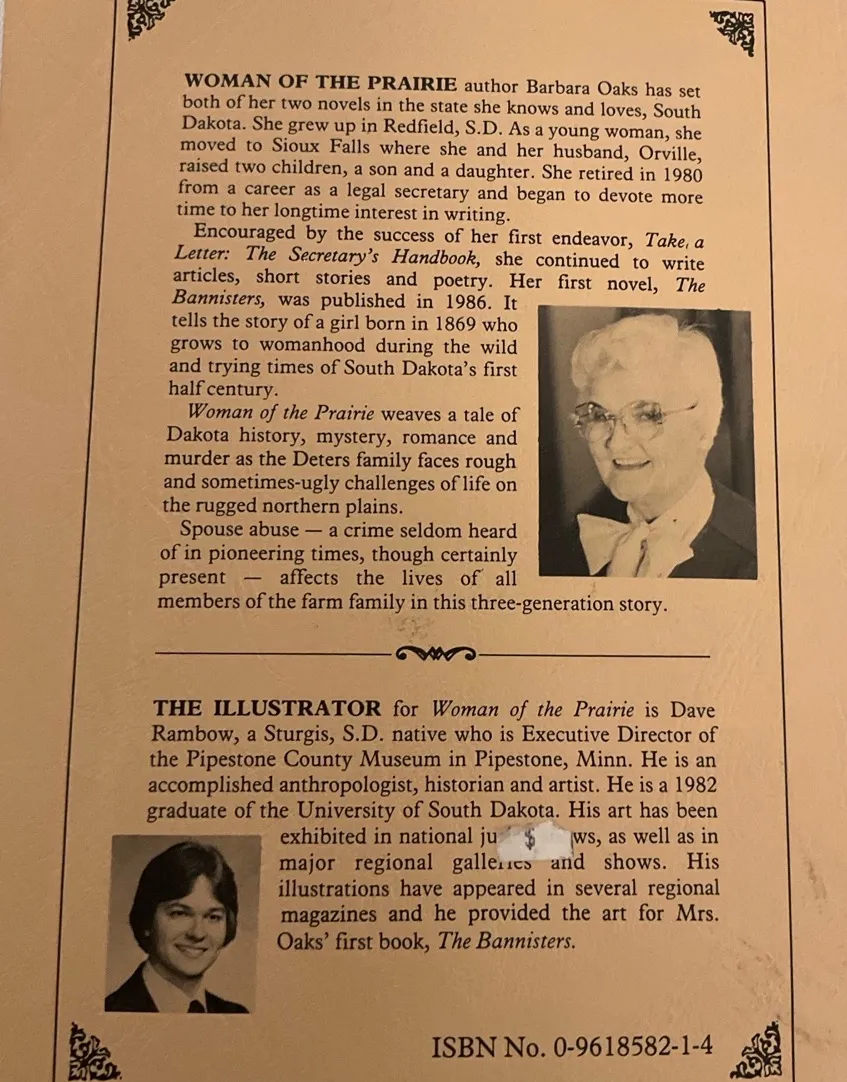 WOMAN OF THE PRAIRIE author Barbara Oaks has set
both of her two novels in the state she knows and loves, South
Dakota. She grew up in Redfield, S.D. As a young woman, she
moved to Sioux Falls where she and her husband, Orville,
raised two children, a son and a daughter. She retired in 1980
from a career as a legal secretary and began to devote more
time to her longtime interest in writing.
Encouraged by the success of her first endeavor, Take, a
Letter: The Secretary's Handbook, she continued to write
articles, short stories and poetry. Her first novel, The
Bannisters, was published in 1986. It
tells the story of a girl born in 1869 who
grows to womanhood during the wild
and trying times of South Dakota's first
half century.
Woman of the Prairie weaves a tale of
Dakota history, mystery, romance and
murder as the Deters family faces rough
and sometimes-ugly challenges of life on
the rugged northern plains.
Spouse abuse — a crime seldom heard
of in pioneering times, though certainly
present — affects the lives of all
members of the farm family in this three-generation story.
THE ILLUSTRATOR for Woman of the Prairie is Dave
Rambow, a Sturgis, S.D. native who is Executive Director of
the Pipestone County Museum in Pipestone, Minn. He is an
accomplished anthropologist, historian and artist. He is a 1982
graduate of the University of South Dakota. His art has been
exhibited in national ju $ ws, as well as in
major regional galleries and shows. His
illustrations have appeared in several regional
magazines and he provided the art for Mrs.
Oaks' first book, The Bannisters.
ISBN No. 0-9618582-1-4